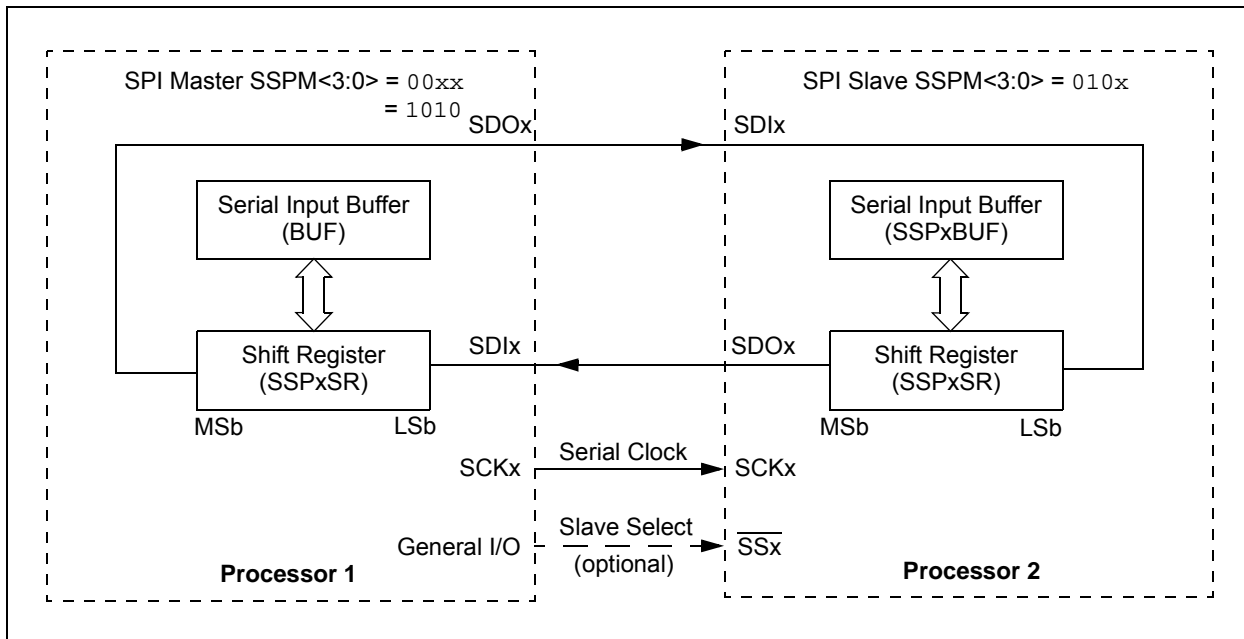 SPI Master SSPM<3:0> = 00xx
= 1010
SDOx
Serial Input Buffer
(BUF)
Shift Register
(SSPxSR)
MSb
LSb
SDIx
SCKx
General I/O
Processor 1
Serial Clock
Slave Select
(optional)
SPI Slave SSPM<3:0> = 010x
SDIx
Serial Input Buffer
(SSPxBUF)
SDOx
Shift Register
(SSPxSR)
MSb
LSb
SCKx
SSx
Processor 2